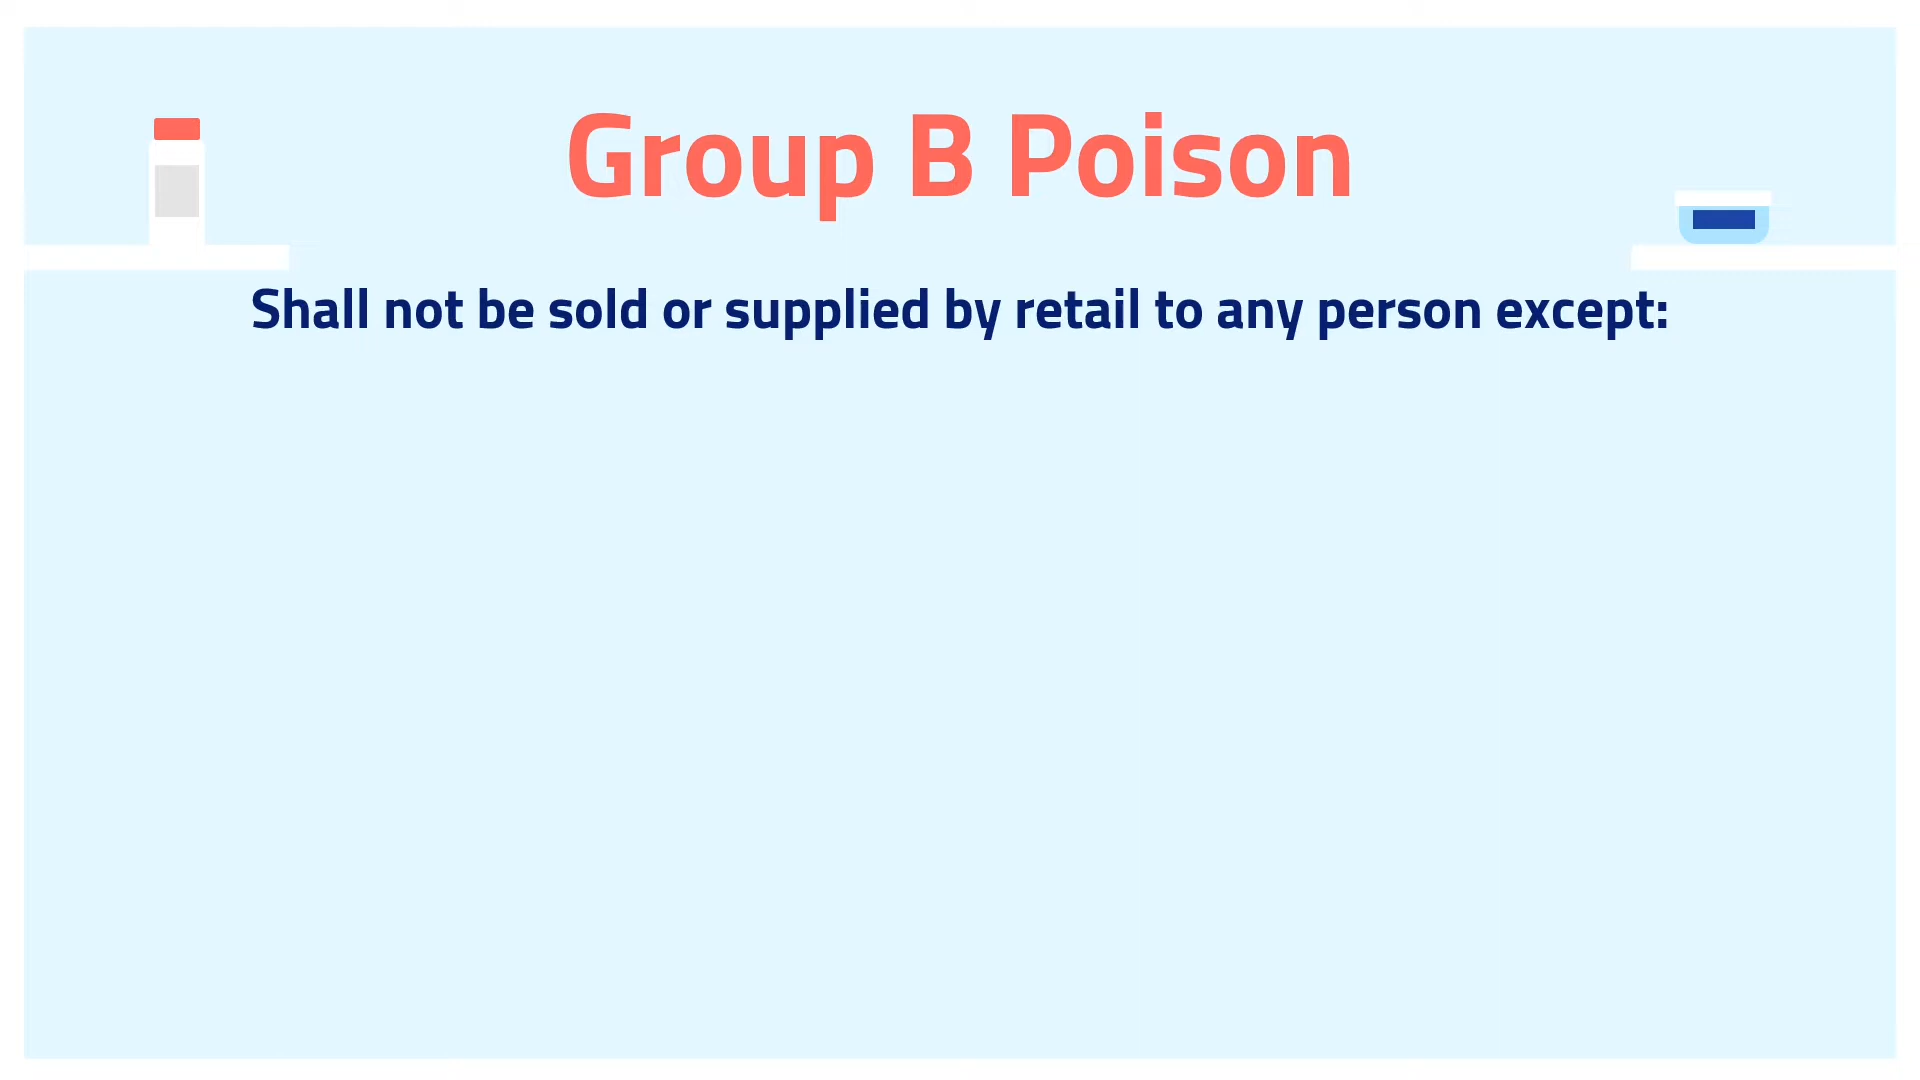 Group B Poison
Shall not be sold or supplied by retail to any person except: